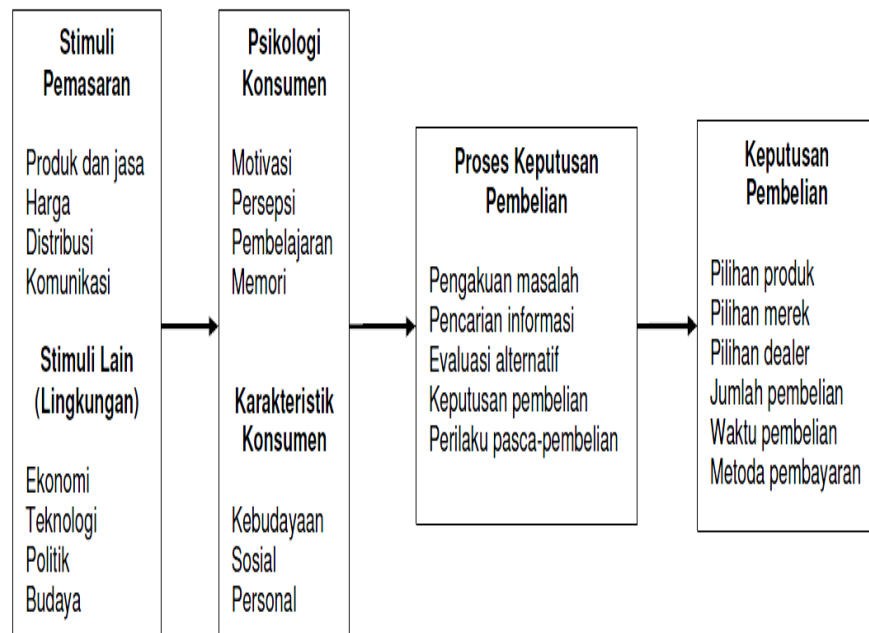 Stimuli
Pemasaran
Produk dan jasa
Harga
Distribusi
Komunikasi
Stimuli Lain
(Lingkungan)
Ekonomi
Teknologi
Politik
Budaya
Psikologi
Konsumen
Motivasi
Persepsi
Pembelajaran
Memori
Karakteristik
Konsumen
Kebudayaan
Sosial
Personal
Proses Keputusan
Pembelian
Pengakuan masalah
Pencarian informasi
Evaluasi alternatif
Keputusan pembelian
Perilaku pasca-pembelian
Keputusan
Pembelian
Pilihan produk
Pilihan merek
Pilihan dealer
Jumlah pembelian
Waktu pembelian
Metoda pembayaran